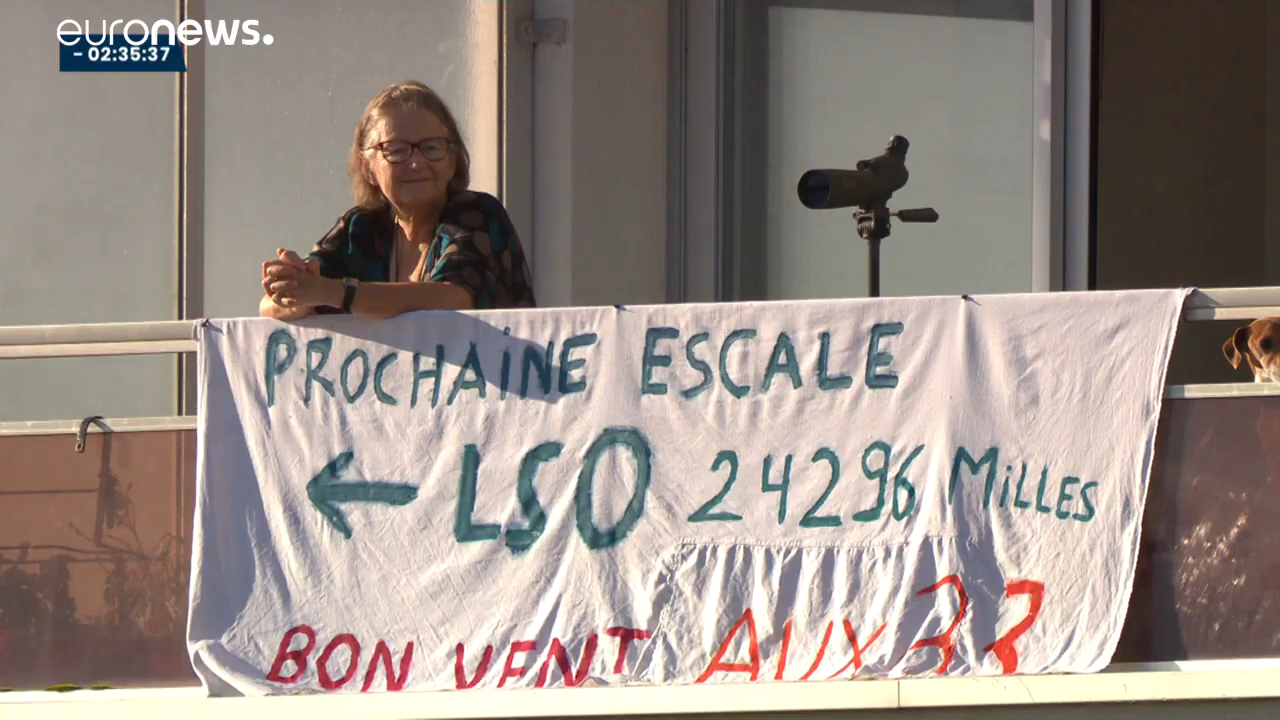 euronews.
- 02:35:37
PROCHAINE ESCALE
← LSO 24296 MiLLES
BON VENT AUX 33